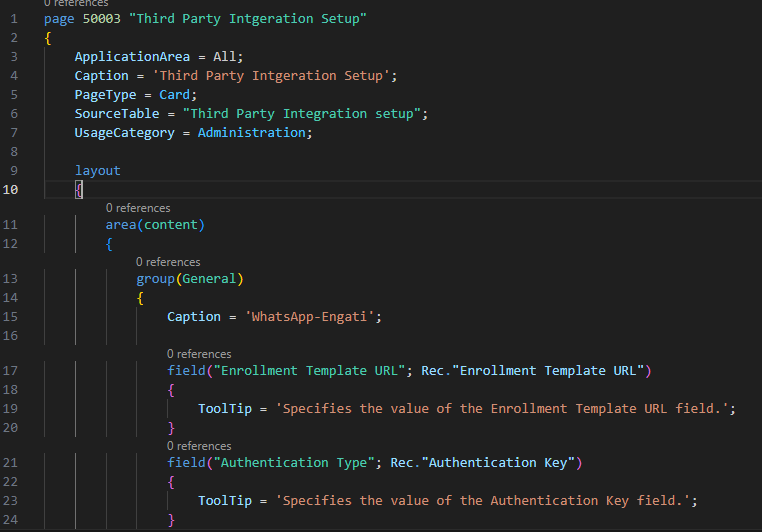 0 references
1 page 50003 "Third Party Intgeration Setup"
2 {
3 ApplicationArea = All;
4 Caption = 'Third Party Intgeration Setup';
5 PageType = Card;
6 SourceTable = "Third Party Integration setup";
7 UsageCategory = Administration;
8
9 layout
10 {
0 references
11 area(content)
12 {
0 references
13 group(General)
14 {
15 Caption = 'WhatsApp-Engati';
16
0 references
17 field("Enrollment Template URL"; Rec."Enrollment Template URL")
18 {
19 ToolTip = 'Specifies the value of the Enrollment Template URL field.';
20 }
0 references
21 field("Authentication Type"; Rec."Authentication Key")
22 {
23 ToolTip = 'Specifies the value of the Authentication Key field.';
24 }